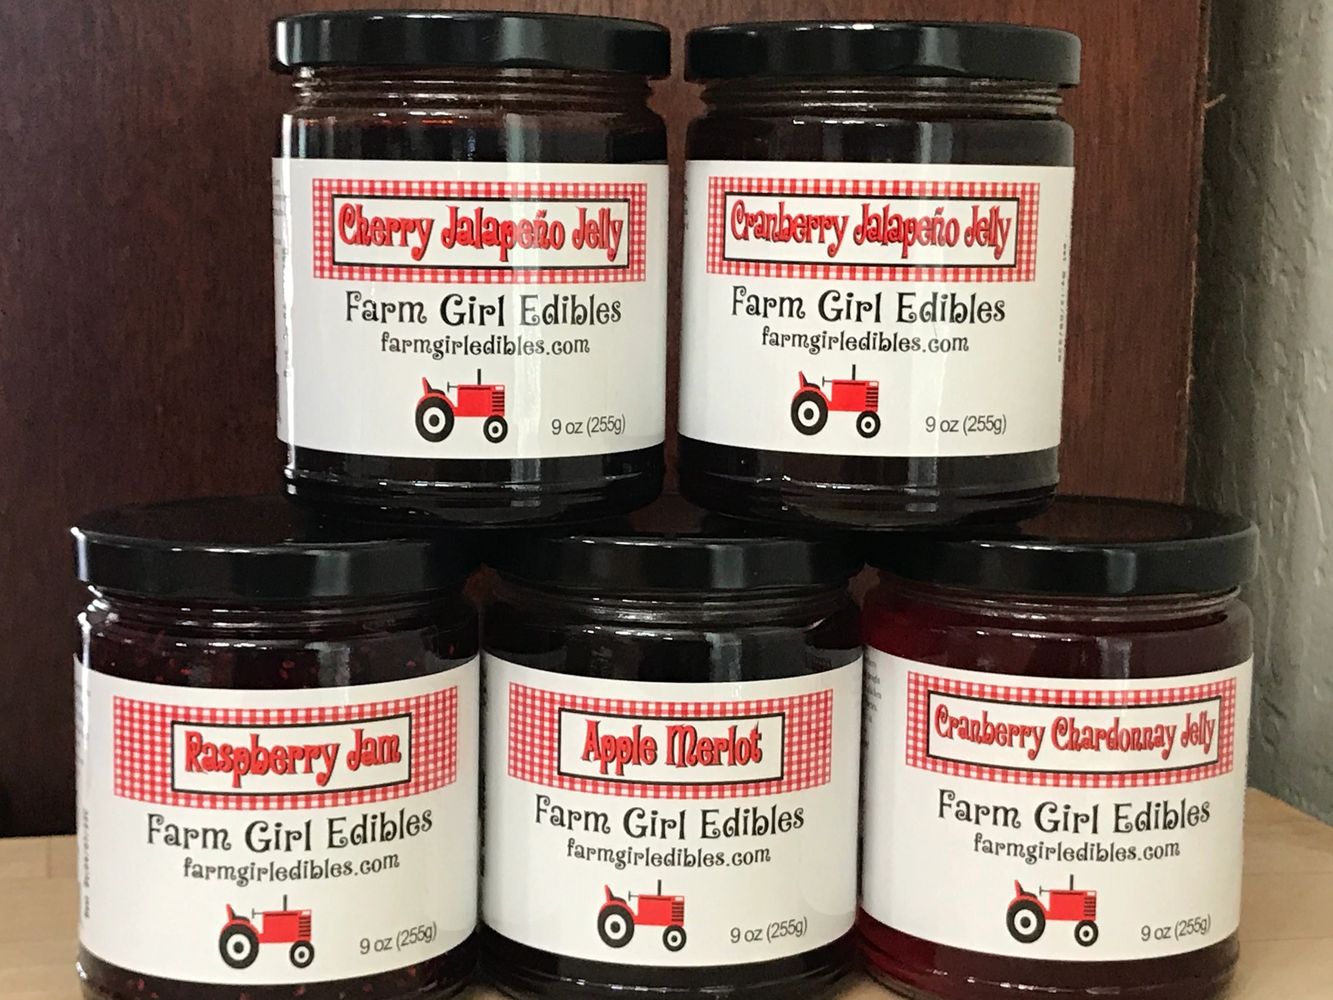 Cherry Jalapeño Jelly
Farm Girl Edibles
farmgirledibles.com
9 oz (255g)
Cranberry Jalapeño Jelly
Farm Girl Edibles
farmgirledibles.com
9 oz (255g)
Raspberry Jam
Farm Girl Edibles
farmgirledibles.com
9 oz (255g)
Apple Merlot
Farm Girl Edibles
farmgirledibles.com
9 oz (255g)
Cranberry Chardonnay Jelly
Farm Girl Edibles
farmgirledibles.com
9 oz (255g)